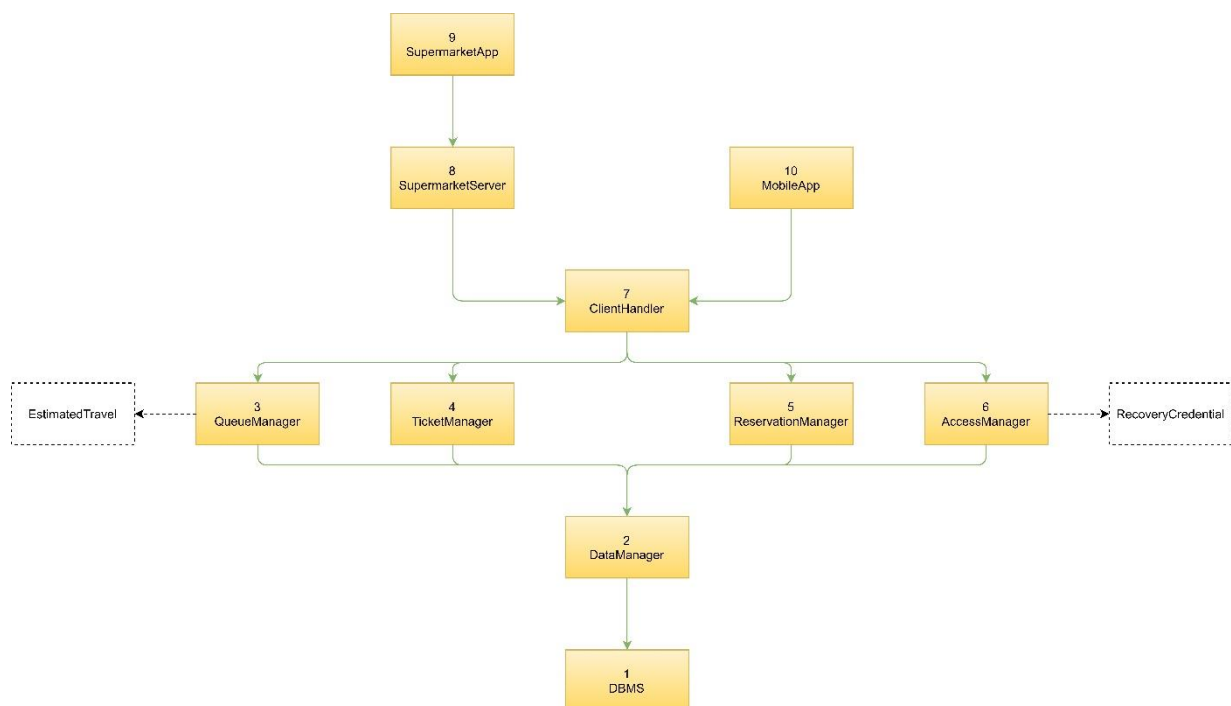 9
SupermarketApp
8
SupermarketServer
10
MobileApp
7
ClientHandler
EstimatedTravel
3
QueueManager
4
TicketManager
5
ReservationManager
6
AccessManager
RecoveryCredential
2
DataManager
1
DBMS